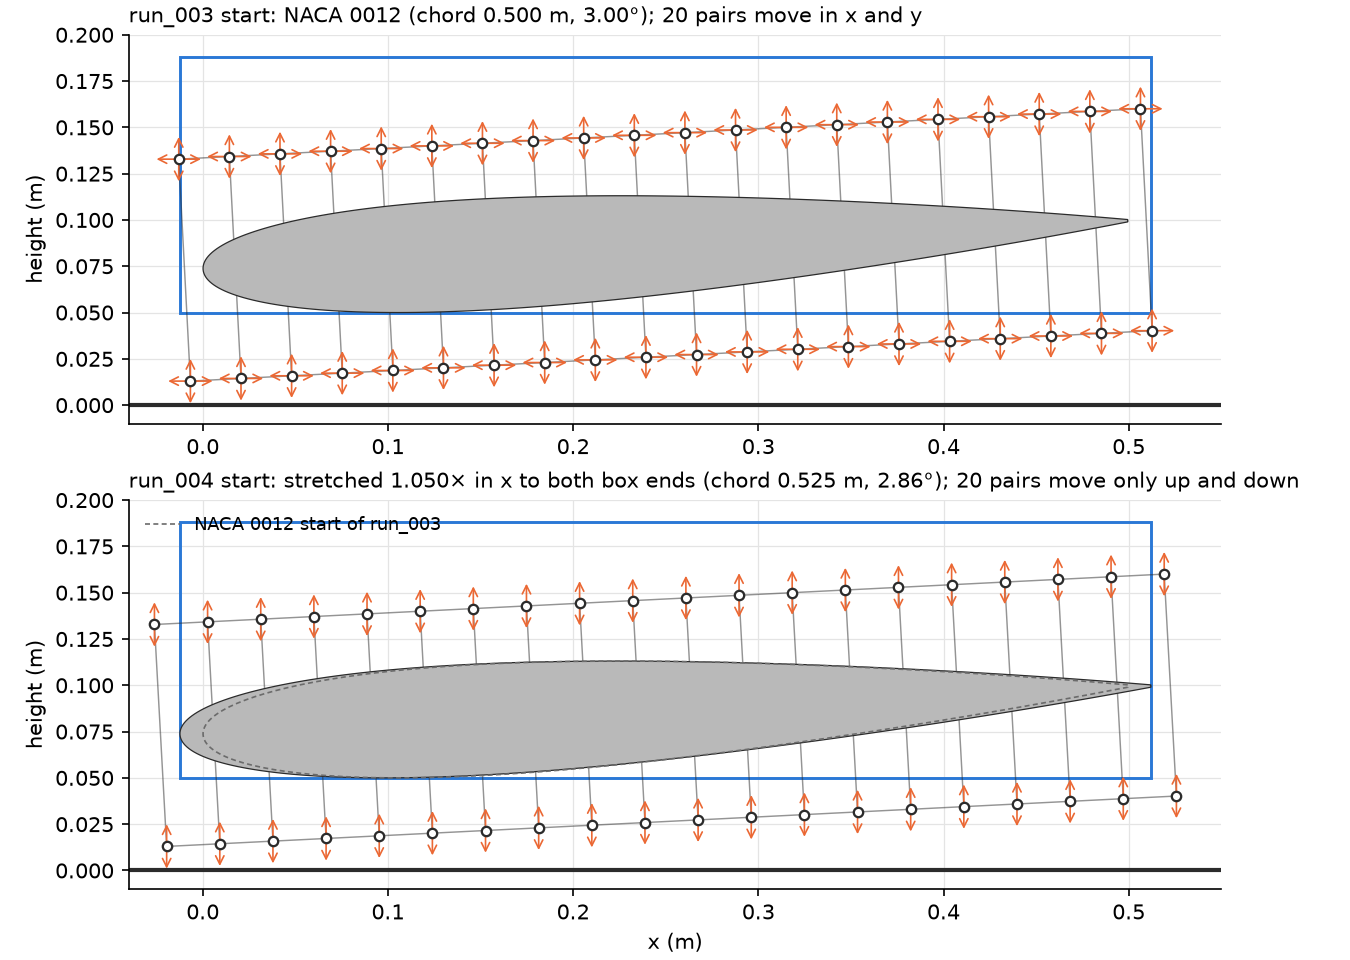 run_003 start: NACA 0012 (chord 0.500 m, 3.00°); 20 pairs move in x and y
0.200
0.175
0.150
0.125
0.100
0.075
0.050
0.025
0.000
height (m)
0.0 0.1 0.2 0.3 0.4 0.5
run_004 start: stretched 1.050× in x to both box ends (chord 0.525 m, 2.86°); 20 pairs move only up and down
NACA 0012 start of run_003
0.200
0.175
0.150
0.125
0.100
0.075
0.050
0.025
0.000
height (m)
0.0 0.1 0.2 0.3 0.4 0.5
x (m)